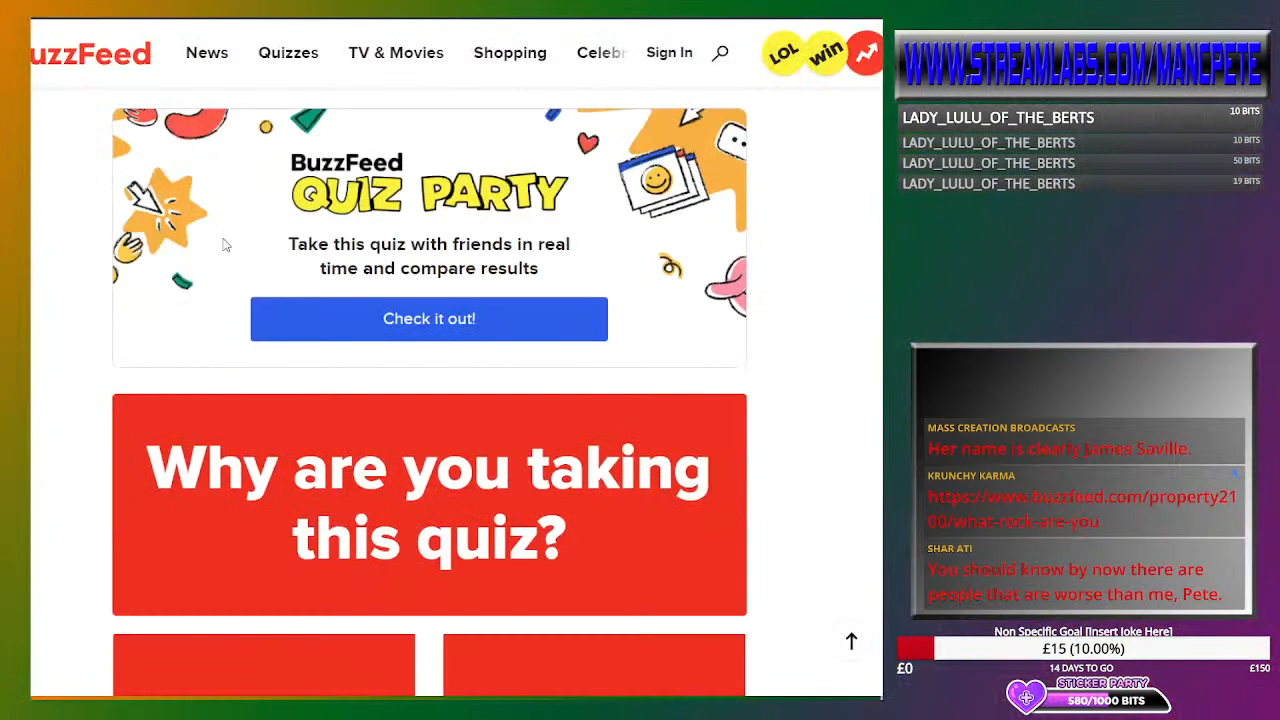 uzzFeed
News
Quizzes
TV & Movies
Shopping
Celebr
Sign In
LOL
win
BuzzFeed
QUIZ PARTY
Take this quiz with friends in real
time and compare results
Check it out!
Why are you taking
this quiz?
WWW.STREAMLABS.COM/MANCPETE
LADY_LULU_OF_THE_BERTS 10 BITS
LADY_LULU_OF_THE_BERTS 10 BITS
LADY_LULU_OF_THE_BERTS 50 BITS
LADY_LULU_OF_THE_BERTS 19 BITS
MASS CREATION BROADCASTS
Her name is clearly James Saville.
KRUNCHY KARMA
https://www.buzzfeed.com/property21
00/what-rock-are-you
SHAR ATI
You should know by now there are
people that are worse than me, Pete.
Non Specific Goal [Insert Joke Here]
£15 (10.00%)
£0 14 DAYS TO GO £150
STICKER PARTY
580/1000 BITS